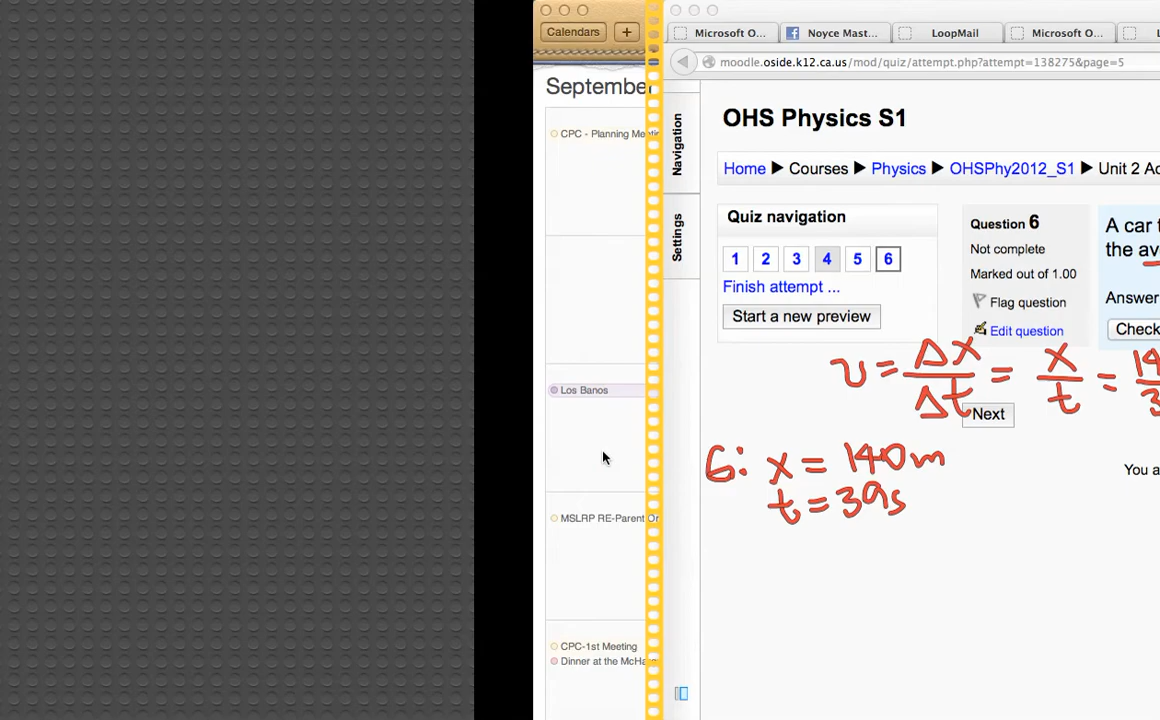 Calendars +
September
CPC - Planning Meetin
Los Banos
MSLRP RE-Parent Or
CPC-1st Meeting
Dinner at the McHa
Microsoft O...
Noyce Mast...
LoopMail
Microsoft O...
moodle.oside.k12.ca.us/mod/quiz/attempt.php?attempt=138275&page=5
Navigation
Settings
OHS Physics S1
Home ▶ Courses ▶ Physics ▶ OHSPhy2012_S1 ▶ Unit 2 Ac
Quiz navigation
1 2 3 4 5 6
Finish attempt ...
Start a new preview
Question 6
Not complete
Marked out of 1.00
Flag question
Edit question
A car
the av
Answer
Check
v = Δx/Δt = x/t = 14
Next
6: x = 140m
t = 39s
You a